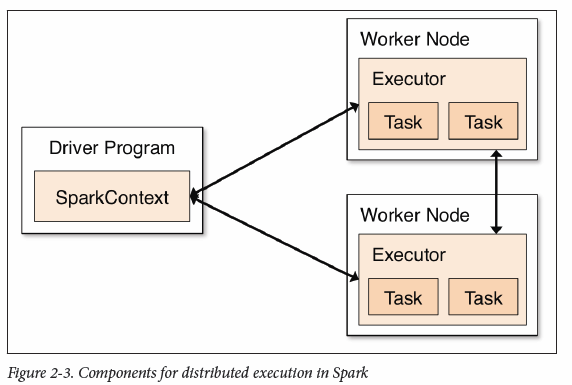 Driver Program
SparkContext
Worker Node
Executor
Task Task
Worker Node
Executor
Task Task
Figure 2-3. Components for distributed execution in Spark